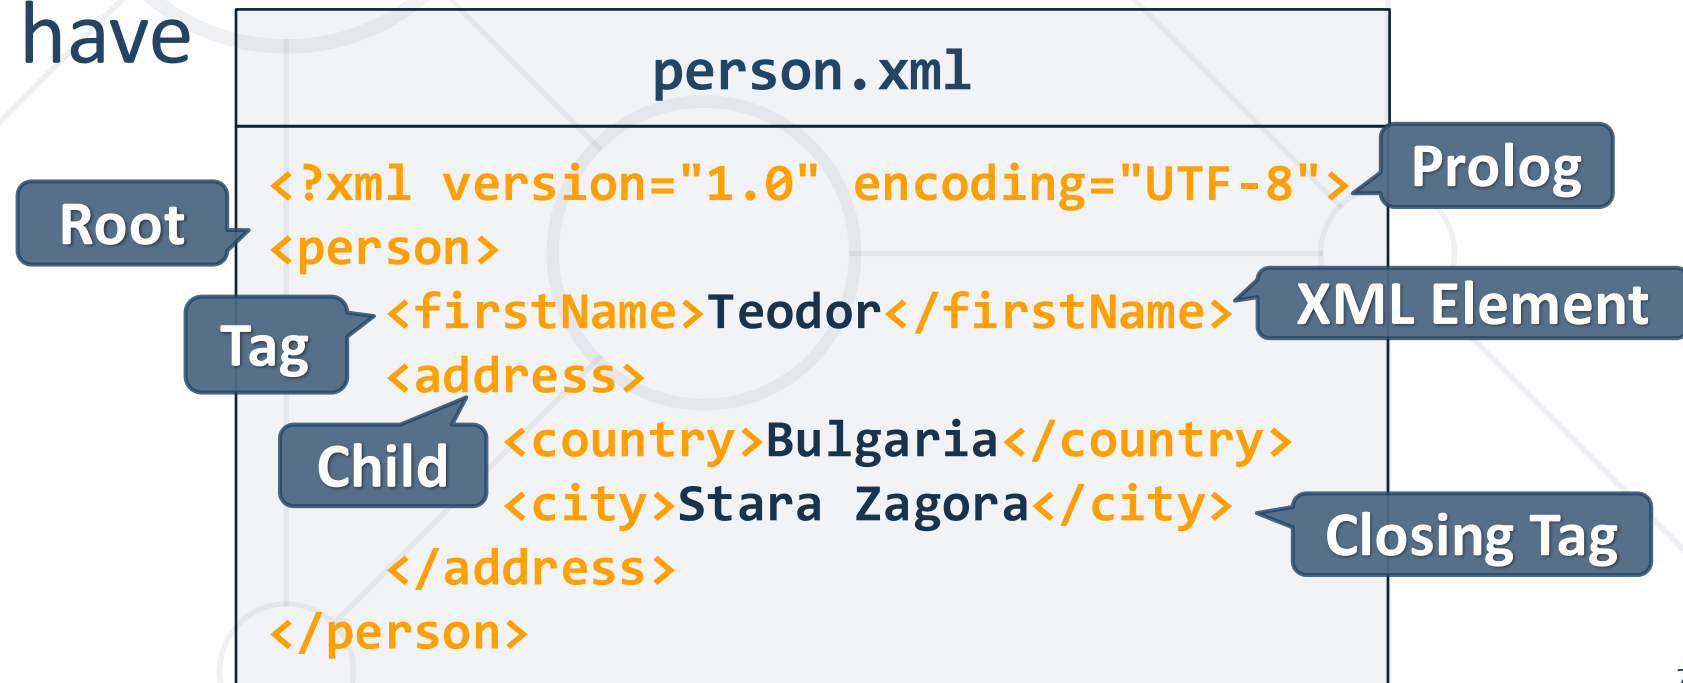 have
person.xml
<?xml version="1.0" encoding="UTF-8">
Prolog
Root
<person>
<firstName>Teodor</firstName>
XML Element
Tag
<address>
<country>Bulgaria</country>
Child
<city>Stara Zagora</city>
Closing Tag
</address>
</person>